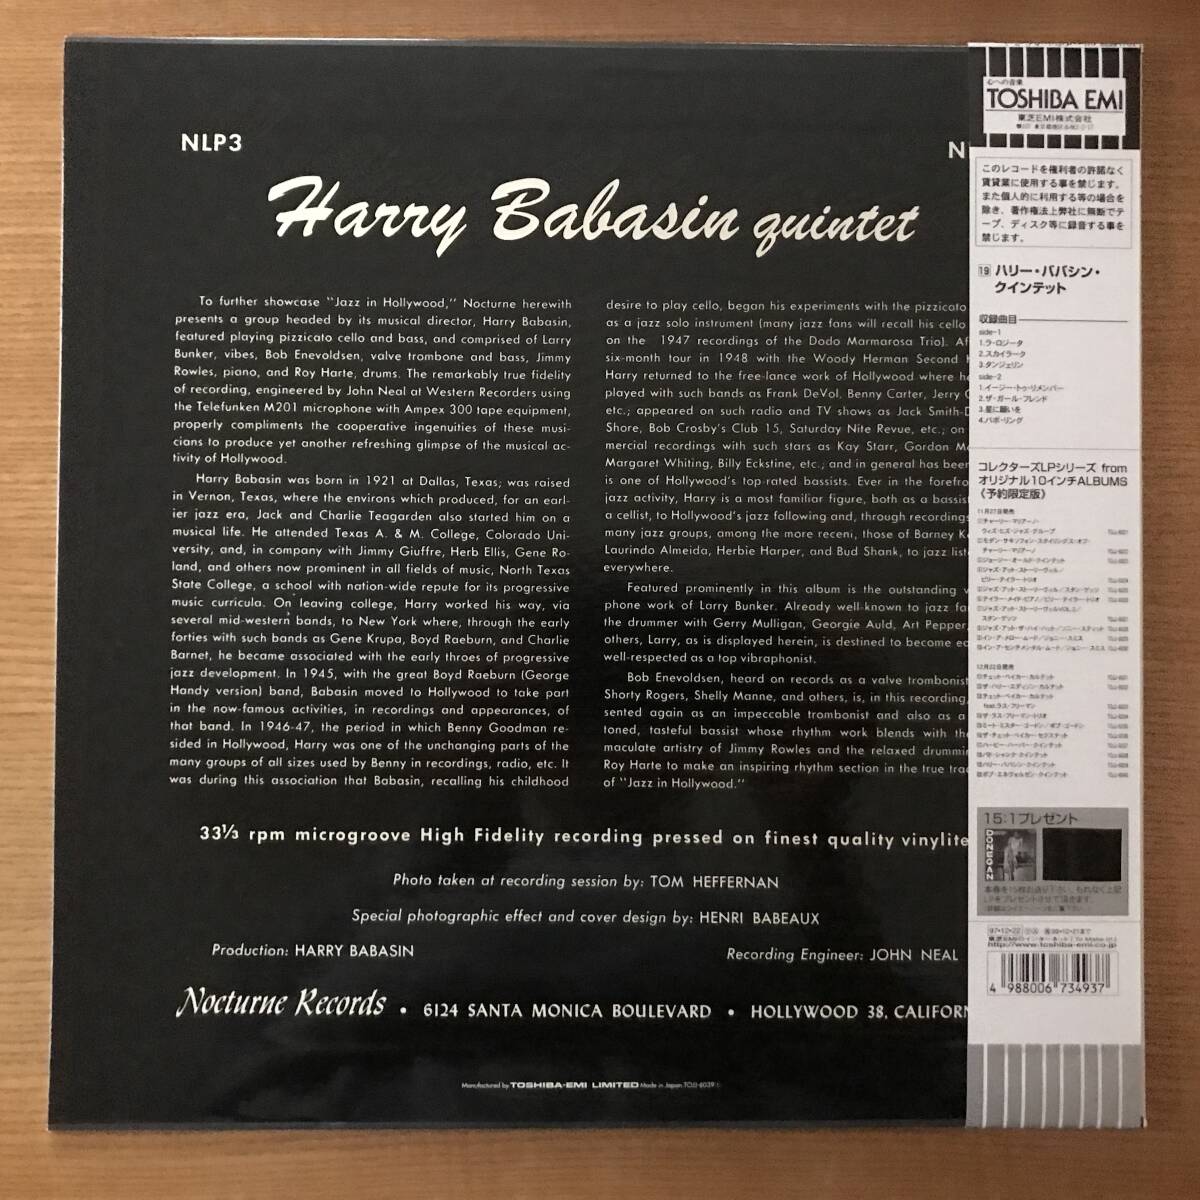 NLP3
Harry Babasin quintet
To further showcase "Jazz in Hollywood," Nocturne herewith
presents a group headed by its musical director, Harry Babasin,
featured playing pizzicato cello and bass, and comprised of Larry
Bunker, vibes, Bob Enevoldsen, valve trombone and bass, Jimmy
Rowles, piano, and Roy Harte, drums. The remarkably true fidelity
of recording, engineered by John Neal at Western Recorders using
the Telefunken M201 microphone with Ampex 300 tape equipment,
properly compliments the cooperative ingenuities of these musi-
cians to produce yet another refreshing glimpse of the musical ac-
tivity of Hollywood.
Harry Babasin was born in 1921 at Dallas, Texas; was raised
in Vernon, Texas, where the environs which produced, for an earl-
ier jazz era, Jack and Charlie Teagarden also started him on a
musical life. He attended Texas A. & M. College, Colorado Uni-
versity, and, in company with Jimmy Giuffre, Herb Ellis, Gene Ro-
land, and others now prominent in all fields of music, North Texas
State College, a school with nation-wide repute for its progressive
music curricula. On leaving college, Harry worked his way, via
several mid-western bands, to New York where, through the early
forties with such bands as Gene Krupa, Boyd Raeburn, and Charlie
Barnet, he became associated with the early throes of progressive
jazz development. In 1945, with the great Boyd Raeburn (George
Handy version) band, Babasin moved to Hollywood to take part
in the now-famous activities, in recordings and appearances, of
that band. In 1946-47, the period in which Benny Goodman re-
sided in Hollywood, Harry was one of the unchanging parts of the
many groups of all sizes used by Benny in recordings, radio, etc. It
was during this association that Babasin, recalling his childhood
desire to play cello, began his experiments with the pizzicato
as a jazz solo instrument (many jazz fans will recall his cello
on the 1947 recordings of the Dodo Marmarosa Trio). Af
six-month tour in 1948 with the Woody Herman Second H
Harry returned to the free-lance work of Hollywood where he
played with such bands as Frank DeVol, Benny Carter, Jerry G
etc.; appeared on such radio and TV shows as Jack Smith-D
Shore, Bob Crosby's Club 15, Saturday Nite Revue, etc.; on
mercial recordings with such stars as Kay Starr, Gordon Mc
Margaret Whiting, Billy Eckstine, etc.; and in general has been
is one of Hollywood's top-rated bassists. Ever in the forefro
jazz activity, Harry is a most familiar figure, both as a bassist
a cellist, to Hollywood's jazz following and, through recordings
many jazz groups, among the more receni, those of Barney K
Laurindo Almeida, Herbie Harper, and Bud Shank, to jazz liste
everywhere.
Featured prominently in this album is the outstanding v
phone work of Larry Bunker. Already well-known to jazz fa
the drummer with Gerry Mulligan, Georgie Auld, Art Pepper
others, Larry, as is displayed herein, is destined to become eq
well-respected as a top vibraphonist.
Bob Enevoldsen, heard on records as a valve trombonist
Shorty Rogers, Shelly Manne, and others, is, in this recording,
sented again as an impeccable trombonist and also as a
toned, tasteful bassist whose rhythm work blends with the
maculate artistry of Jimmy Rowles and the relaxed drummin
Roy Harte to make an inspiring rhythm section in the true trad
of "Jazz in Hollywood."
33⅓ rpm microgroove High Fidelity recording pressed on finest quality vinylite
Photo taken at recording session by: TOM HEFFERNAN
Special photographic effect and cover design by: HENRI BABEAUX
Production: HARRY BABASIN
Recording Engineer: JOHN NEAL
Nocturne Records • 6124 SANTA MONICA BOULEVARD • HOLLYWOOD 38, CALIFORN
Manufactured by TOSHIBA-EMI LIMITED Made in Japan TOJJ-6039
心への音楽
TOSHIBA EMI
東芝EMI株式会社
このレコードを権利者の許諾なく
賃貸業に使用する事を禁じます。
また個人的に利用する等の場合を
除き、著作権法上弊社に無断でテ
ープ、ディスク等に録音する事を
禁じます。
19 ハリー・ババシン・
クインテット
収録曲目
side-1
1.ラ・ロジータ
2.スカイラーク
3.タンジェリン
side-2
1.イージー・トゥ・リメンバー
2.ザ・ガール・フレンド
3.星に願いを
4.バボ・リング
コレクターズLPシリーズ from
オリジナル10インチALBUMS
《予約限定版》
11月27日発売
12月22日発売
15:1プレゼント
DONEGAN
http://www.toshiba-emi.co.jp
4 988006 734937